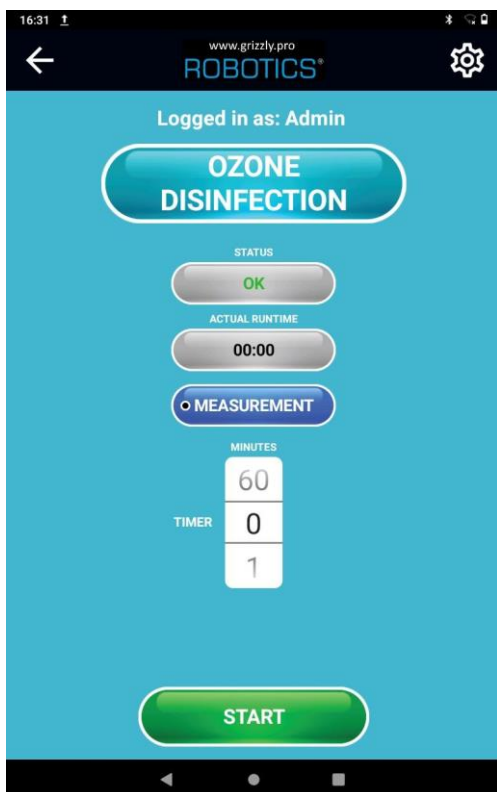 16:31
www.grizzly.pro
ROBOTICS®
Logged in as: Admin
OZONE
DISINFECTION
STATUS
OK
ACTUAL RUNTIME
00:00
MEASUREMENT
MINUTES
60
TIMER 0
1
START